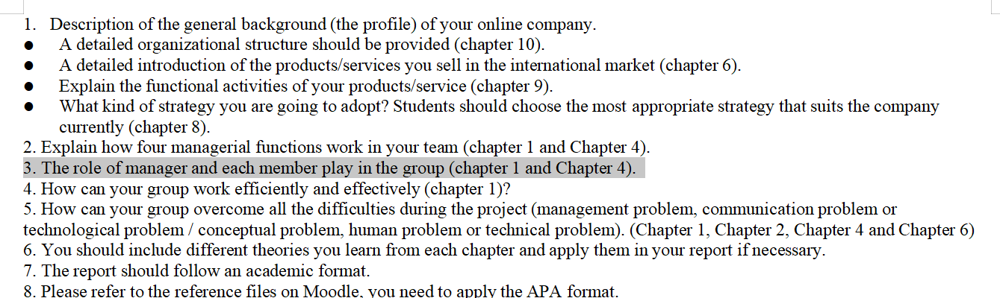 1. Description of the general background (the profile) of your online company.
● A detailed organizational structure should be provided (chapter 10).
● A detailed introduction of the products/services you sell in the international market (chapter 6).
● Explain the functional activities of your products/service (chapter 9).
● What kind of strategy you are going to adopt? Students should choose the most appropriate strategy that suits the company
currently (chapter 8).
2. Explain how four managerial functions work in your team (chapter 1 and Chapter 4).
3. The role of manager and each member play in the group (chapter 1 and Chapter 4).
4. How can your group work efficiently and effectively (chapter 1)?
5. How can your group overcome all the difficulties during the project (management problem, communication problem or
technological problem / conceptual problem, human problem or technical problem). (Chapter 1, Chapter 2, Chapter 4 and Chapter 6)
6. You should include different theories you learn from each chapter and apply them in your report if necessary.
7. The report should follow an academic format.
8. Please refer to the reference files on Moodle, you need to apply the APA format.